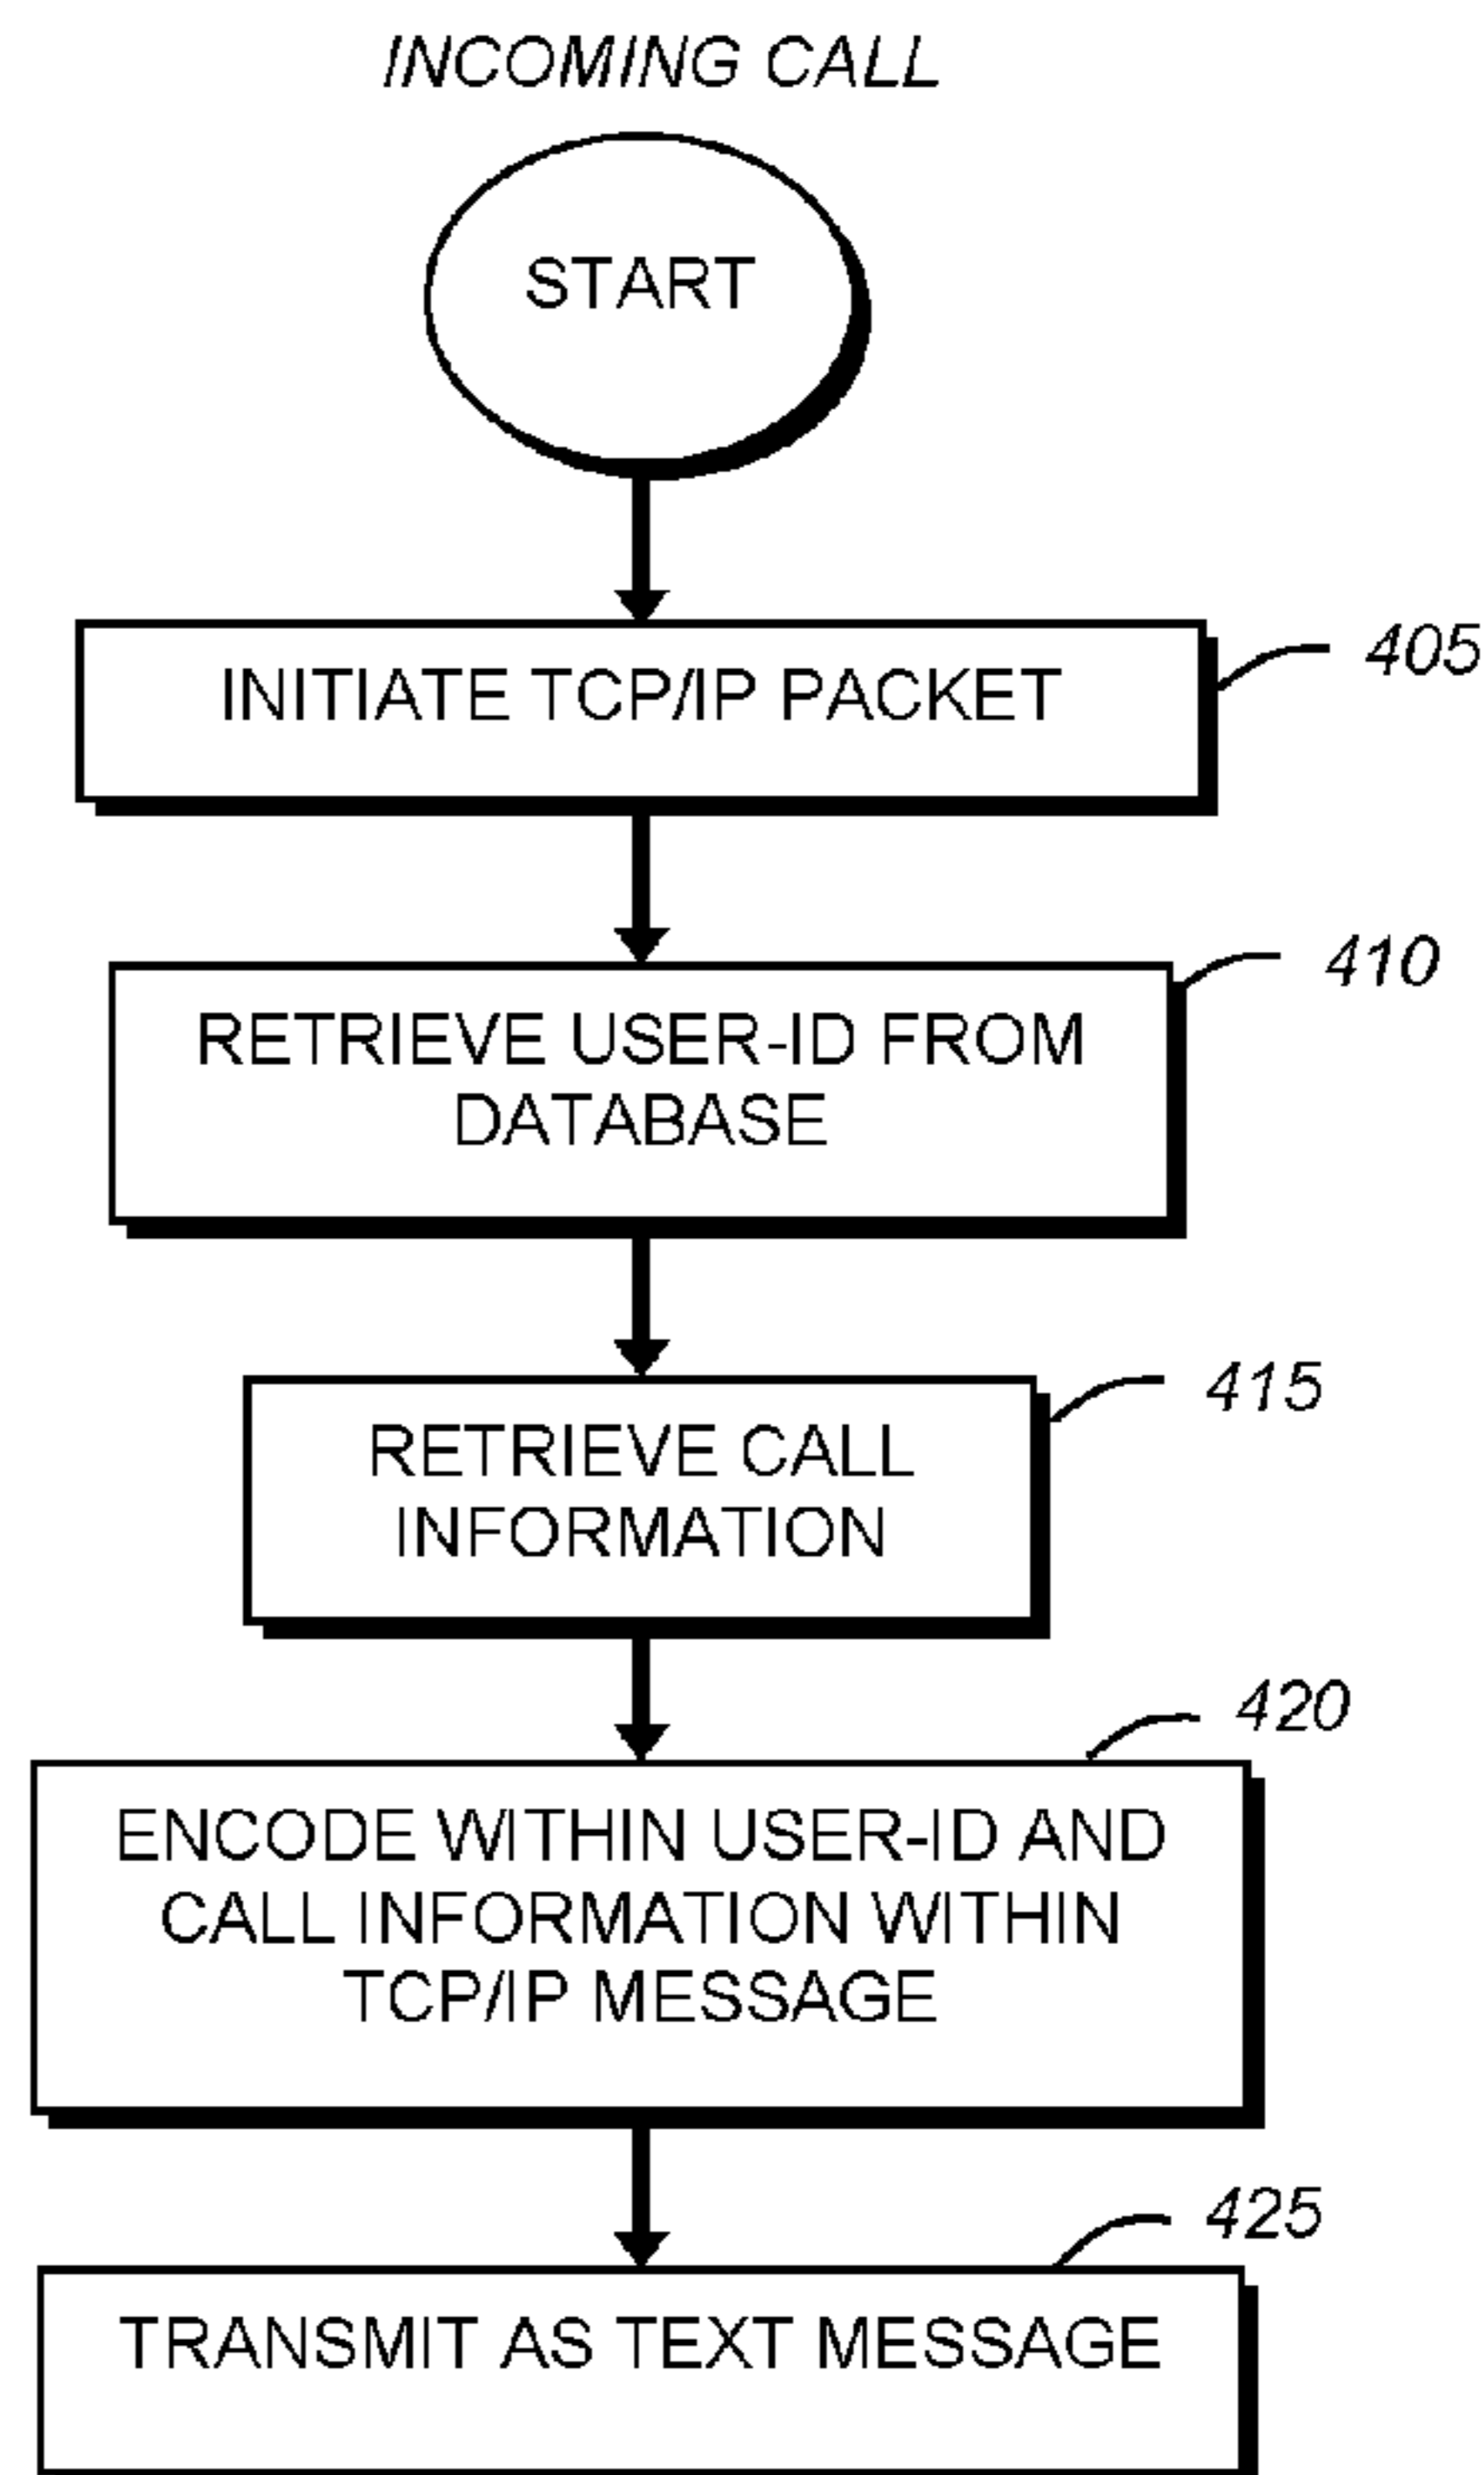 INCOMING CALL
START
INITIATE TCP/IP PACKET
405
RETRIEVE USER-ID FROM
DATABASE
410
RETRIEVE CALL
INFORMATION
415
ENCODE WITHIN USER-ID AND
CALL INFORMATION WITHIN
TCP/IP MESSAGE
420
TRANSMIT AS TEXT MESSAGE
425